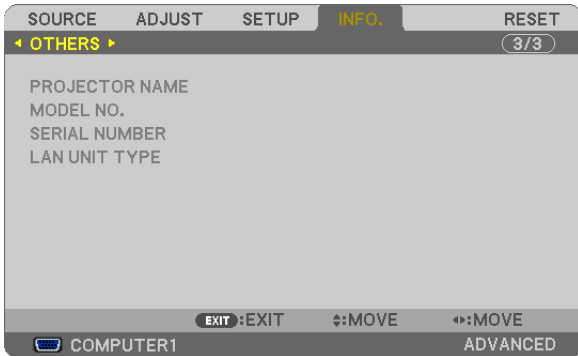 SOURCE ADJUST SETUP INFO. RESET
OTHERS 3/3
PROJECTOR NAME
MODEL NO.
SERIAL NUMBER
LAN UNIT TYPE
EXIT :EXIT :MOVE :MOVE
COMPUTER1 ADVANCED